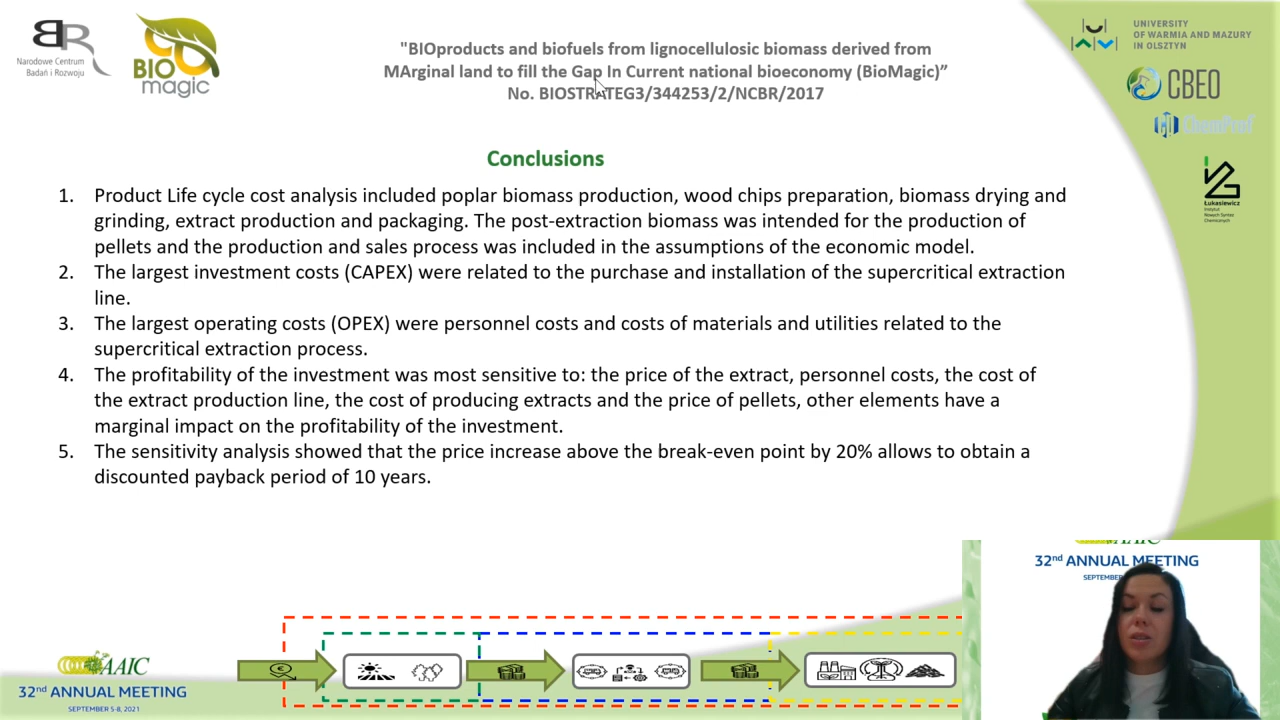 Narodowe Centrum
Badań i Rozwoju
BIO
magic
"BIOproducts and biofuels from lignocellulosic biomass derived from
MArginal land to fill the Gap In Current national bioeconomy (BioMagic)”
No. BIOSTRATEG3/344253/2/NCBR/2017
UNIVERSITY
OF WARMIA AND MAZURY
IN OLSZTYN
CBEO
ChemProf
Łukasiewicz
Instytut
Nowych Syntez
Chemicznych
Conclusions
1. Product Life cycle cost analysis included poplar biomass production, wood chips preparation, biomass drying and
grinding, extract production and packaging. The post-extraction biomass was intended for the production of
pellets and the production and sales process was included in the assumptions of the economic model.
2. The largest investment costs (CAPEX) were related to the purchase and installation of the supercritical extraction
line.
3. The largest operating costs (OPEX) were personnel costs and costs of materials and utilities related to the
supercritical extraction process.
4. The profitability of the investment was most sensitive to: the price of the extract, personnel costs, the cost of
the extract production line, the cost of producing extracts and the price of pellets, other elements have a
marginal impact on the profitability of the investment.
5. The sensitivity analysis showed that the price increase above the break-even point by 20% allows to obtain a
discounted payback period of 10 years.
AAIC
32nd ANNUAL MEETING
SEPTEMBER
AAIC
32nd ANNUAL MEETING
SEPTEMBER 5-8, 2021